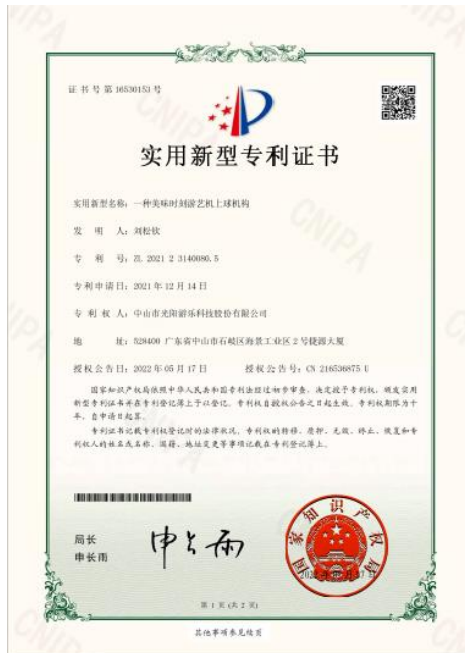 证书号第16530153号
实用新型专利证书
实用新型名称：一种美味时刻游艺机上球机构
发 明 人：刘松钦
专 利 号：ZL 2021 2 3140080.5
专利申请日：2021年12月14日
专 利 权 人：中山市光阳游乐科技股份有限公司
地 址：528400 广东省中山市石岐区海景工业区2号捷源大厦
授权公告日：2022年05月17日 授权公告号：CN 216536875 U
国家知识产权局依照中华人民共和国专利法经过初步审查，决定授予专利权，颁发实用
新型专利证书并在专利登记簿上予以登记。专利权自授权公告之日起生效。专利权期限为十
年，自申请日起算。
专利证书记载专利权登记时的法律状况。专利权的转移、质押、无效、终止、恢复和专
利权人的姓名或名称、国籍、地址变更等事项记载在专利登记簿上。
局长
申长雨
申长雨
国家知识产权局
第 1 页 (共 2 页)
其他事项参见续页
CNIPA